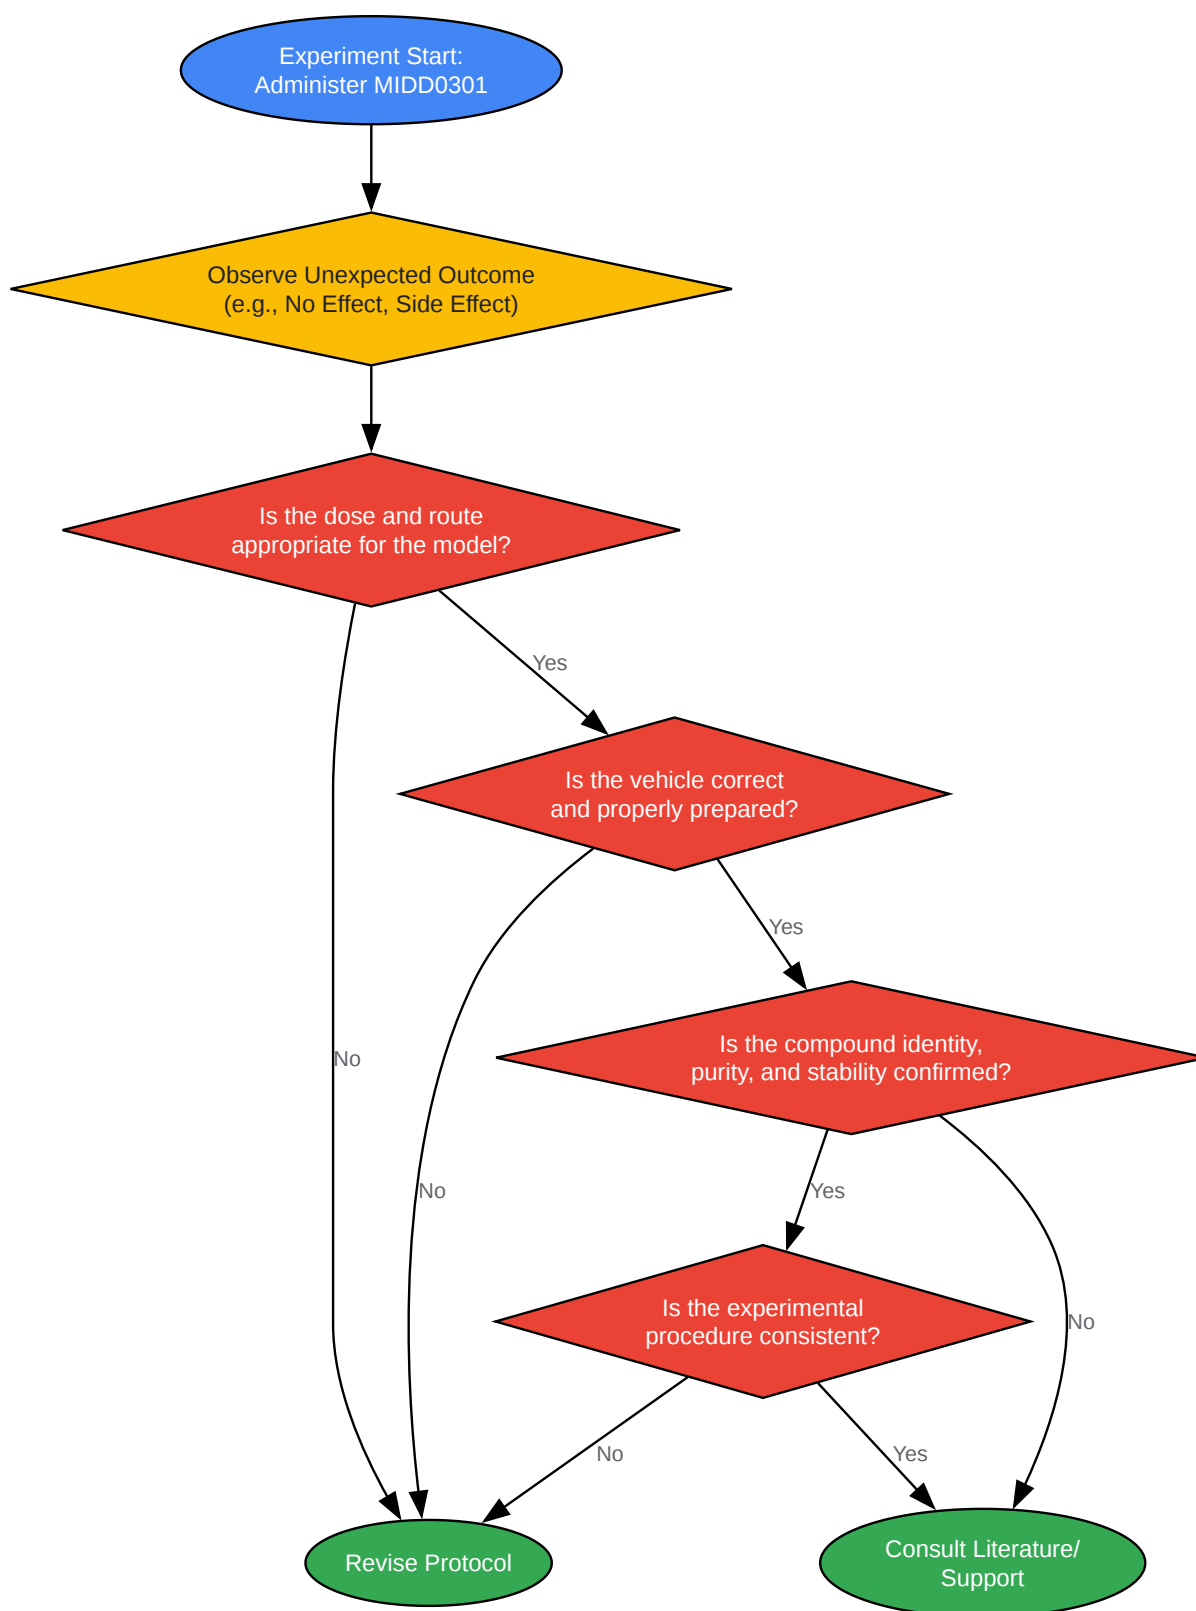 Experiment Start:
Administer MIDD0301
Observe Unexpected Outcome
(e.g., No Effect, Side Effect)
Is the dose and route
appropriate for the model?
Yes
Is the vehicle correct
and properly prepared?
Yes
Is the compound identity,
purity, and stability confirmed?
No
No
Yes
Is the experimental
procedure consistent?
No
No
Yes
Revise Protocol
Consult Literature/
Support